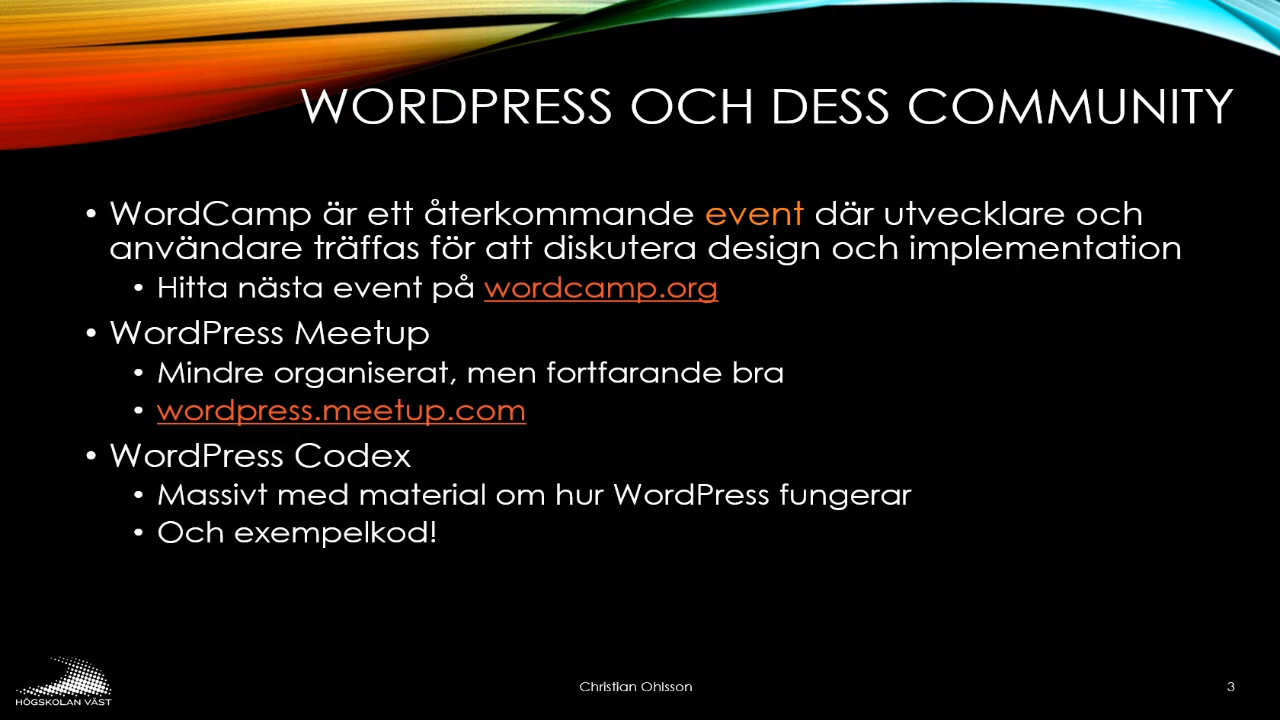 WORDPRESS OCH DESS COMMUNITY
• WordCamp är ett återkommande event där utvecklare och
användare träffas för att diskutera design och implementation
• Hitta nästa event på wordcamp.org
• WordPress Meetup
• Mindre organiserat, men fortfarande bra
• wordpress.meetup.com
• WordPress Codex
• Massivt med material om hur WordPress fungerar
• Och exempelkod!
HÖGSKOLAN VÄST
Christian Ohlsson
3